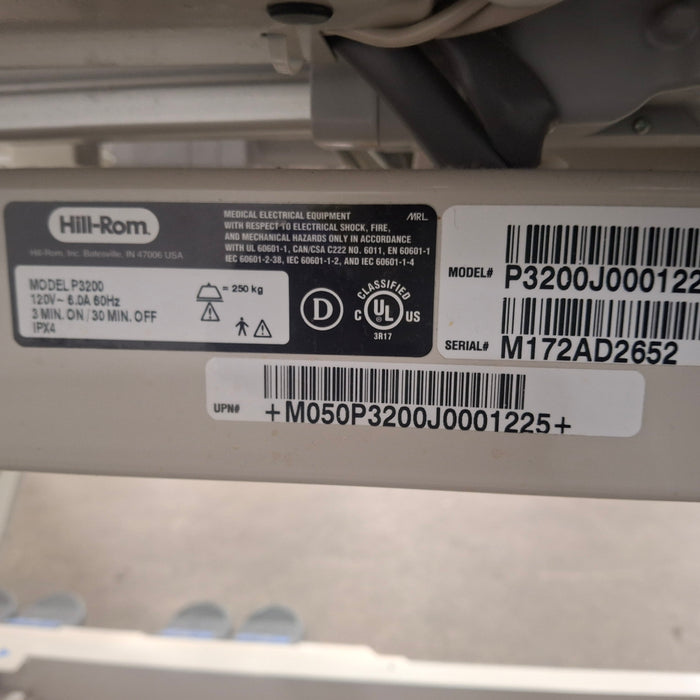 Hill-Rom
Hill-Rom, Inc. Batesville, IN 47006 USA
MODEL P3200
120V~ 6.0A 60Hz
3 MIN. ON / 30 MIN. OFF
IPX4
= 250 kg
MEDICAL ELECTRICAL EQUIPMENT
WITH RESPECT TO ELECTRICAL SHOCK, FIRE,
AND MECHANICAL HAZARDS ONLY IN ACCORDANCE
WITH UL 60601-1, CAN/CSA C222 NO. 6011, EN 60601-1
IEC 60601-2-38, IEC 60601-1-2, AND IEC 60601-1-4
MRL
D
CLASSIFIED
C UL US
3R17
MODEL# P3200J000122
SERIAL# M172AD2652
UPN# +M050P3200J0001225+